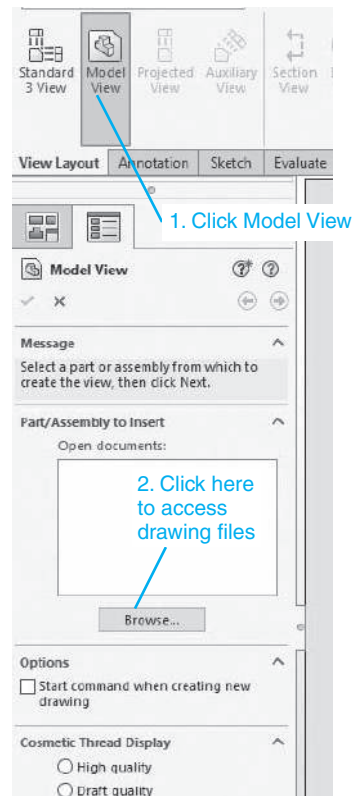 Standard Model Projected Auxiliary Section
3 View View View View View
View Layout Annotation Sketch Evaluate
1. Click Model View
Model View
Message
Select a part or assembly from which to
create the view, then click Next.
Part/Assembly to Insert
Open documents:
2. Click here
to access
drawing files
Browse...
Options
Start command when creating new
drawing
Cosmetic Thread Display
High quality
Draft quality